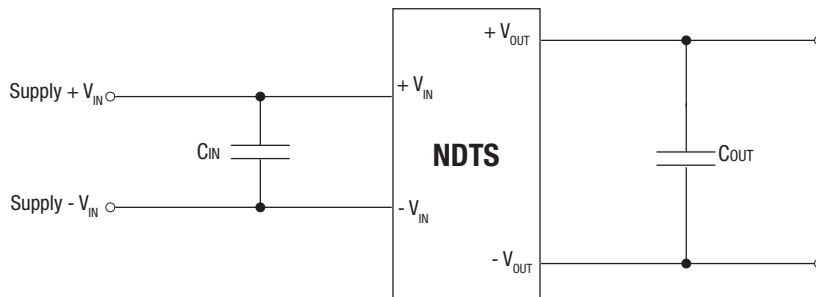 + VOUT
Supply + VIN
+ VIN
CIN
NDTS
COUT
Supply - VIN
- VIN
- VOUT